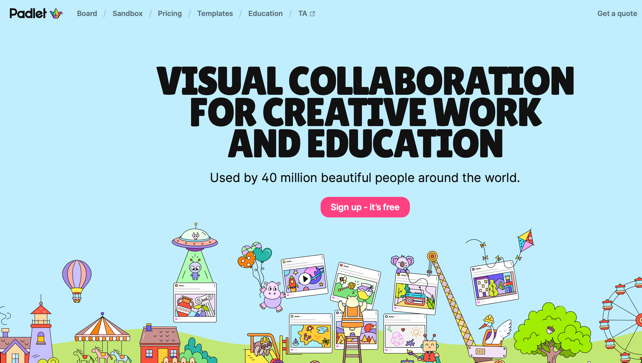 Padlet Board / Sandbox / Pricing / Templates / Education / TA Get a quote
VISUAL COLLABORATION
FOR CREATIVE WORK
AND EDUCATION
Used by 40 million beautiful people around the world.
Sign up - it's free